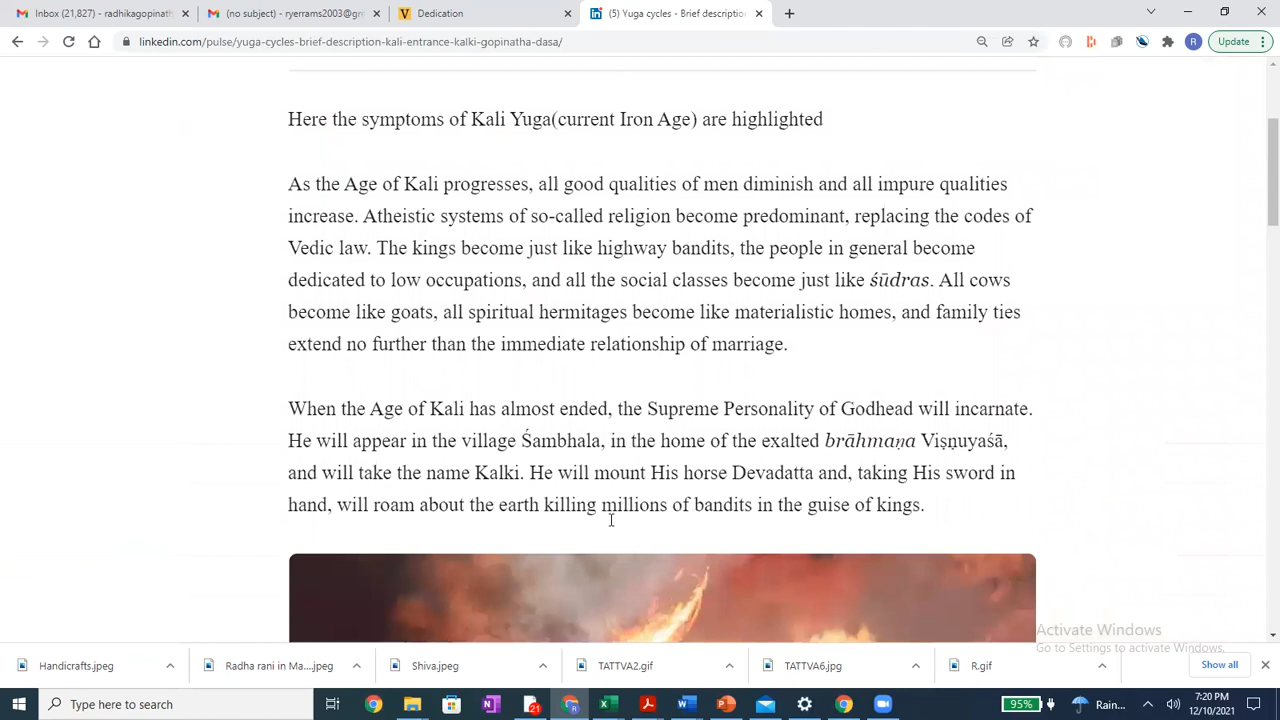 Inbox (21,827) - radhikagopinath
(no subject) - ryerrams2003@gm
Dedication
(5) Yuga cycles - Brief description
linkedin.com/pulse/yuga-cycles-brief-description-kali-entrance-kalki-gopinatha-dasa/
R
Update
Here the symptoms of Kali Yuga(current Iron Age) are highlighted
As the Age of Kali progresses, all good qualities of men diminish and all impure qualities
increase. Atheistic systems of so-called religion become predominant, replacing the codes of
Vedic law. The kings become just like highway bandits, the people in general become
dedicated to low occupations, and all the social classes become just like śūdras. All cows
become like goats, all spiritual hermitages become like materialistic homes, and family ties
extend no further than the immediate relationship of marriage.
When the Age of Kali has almost ended, the Supreme Personality of Godhead will incarnate.
He will appear in the village Śambhala, in the home of the exalted brāhmaṇa Viṣṇuyaśā,
and will take the name Kalki. He will mount His horse Devadatta and, taking His sword in
hand, will roam about the earth killing millions of bandits in the guise of kings.
Activate Windows
Go to Settings to activate Windows.
Handicrafts.jpeg
Radha rani in Ma....jpeg
Shiva.jpeg
TATTVA2.gif
TATTVA6.jpg
R.gif
Show all
Type here to search
21
95%
Rain...
7:20 PM
12/10/2021